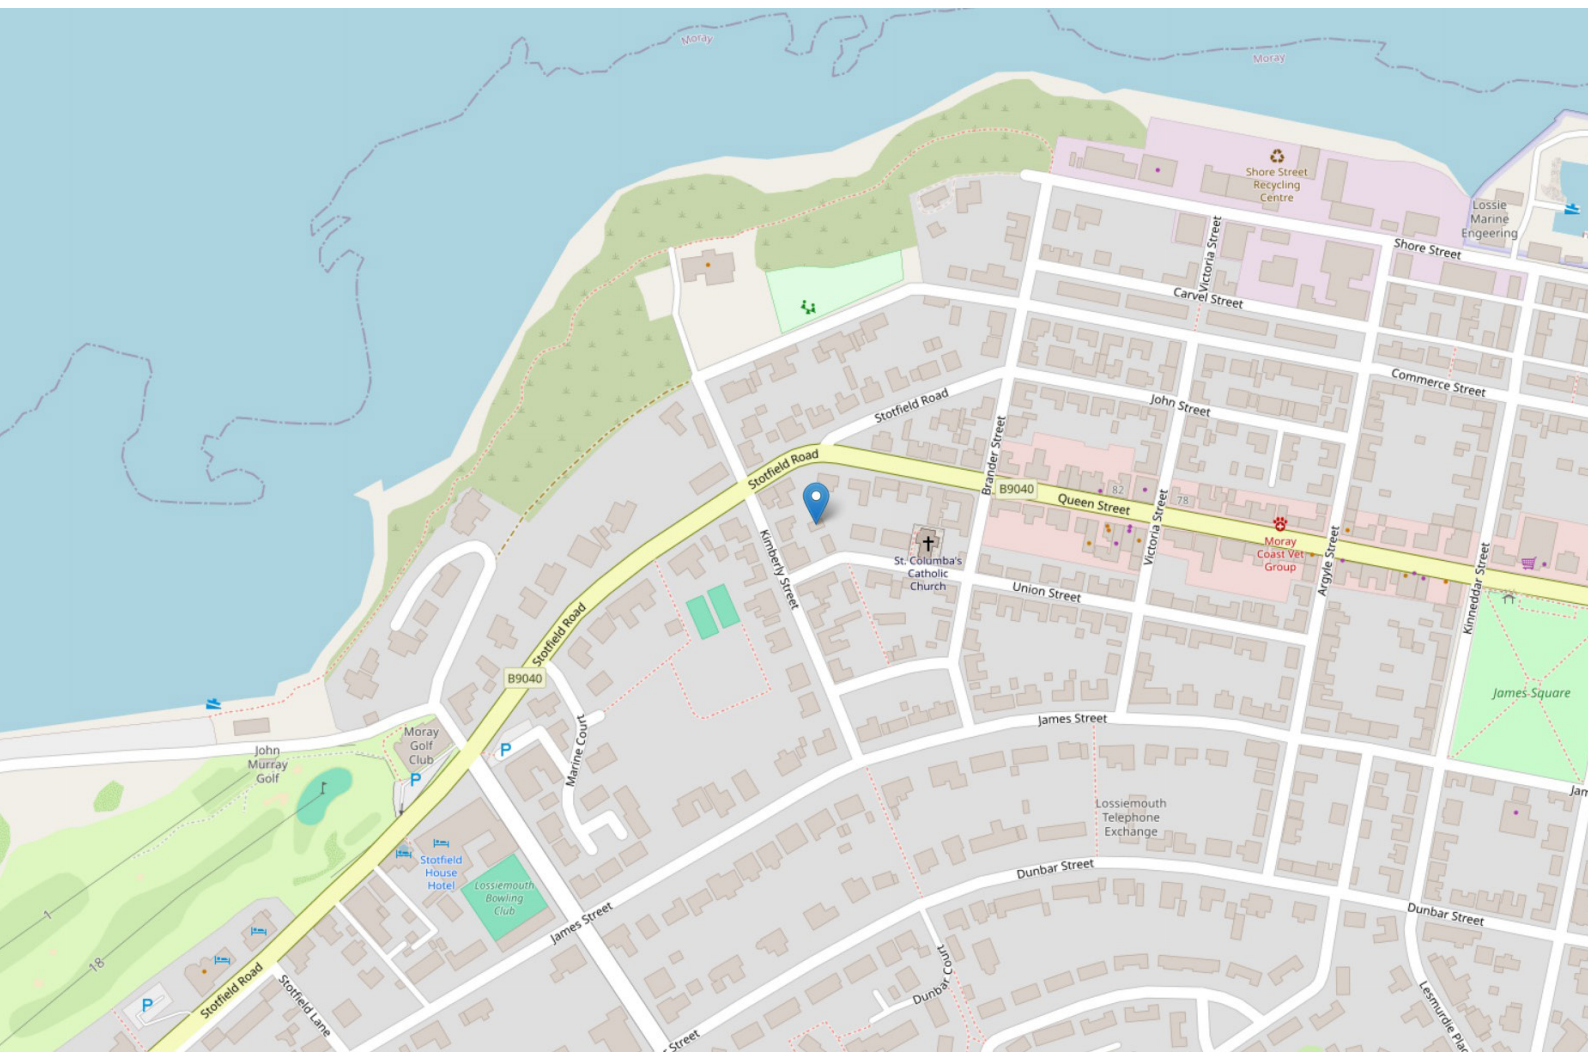 Moray
Moray
Shore Street
Recycling
Centre
Lossie
Marine
Engeering
Shore Street
Victoria Street
Carvel Street
Commerce Street
John Street
Stotfield Road
Brander Street
Stotfield Road
B9040
Queen Street
82
78
Victoria Street
Moray
Coast Vet
Group
Argyle Street
Kinneddar Street
Kimberly Street
St. Columba's
Catholic
Church
Union Street
Stotfield Road
B9040
James Square
James Street
Marine Court
Moray
Golf
Club
P
P
John
Murray
Golf
Jam
Lossiemouth
Telephone
Exchange
Stotfield
House
Hotel
Lossiemouth
Bowling
Club
Dunbar Street
Dunbar Street
1
18
James Street
Stotfield Road
P
Stotfield Lane
Dunbar Court
Lesmurdie Plac
r Street